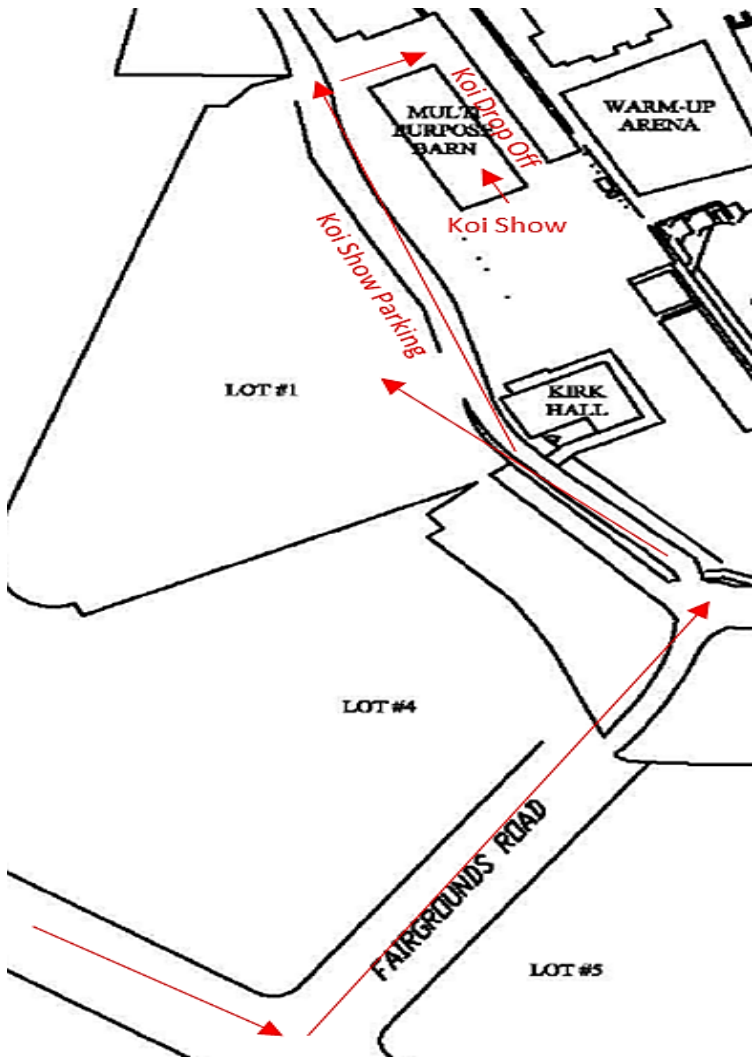 Koi Drop Off
MULTI
PURPOSE
BARN
WARM-UP
ARENA
Koi Show
Koi Show Parking
LOT #1
KIRK
HALL
LOT #4
FAIRGROUNDS ROAD
LOT #5